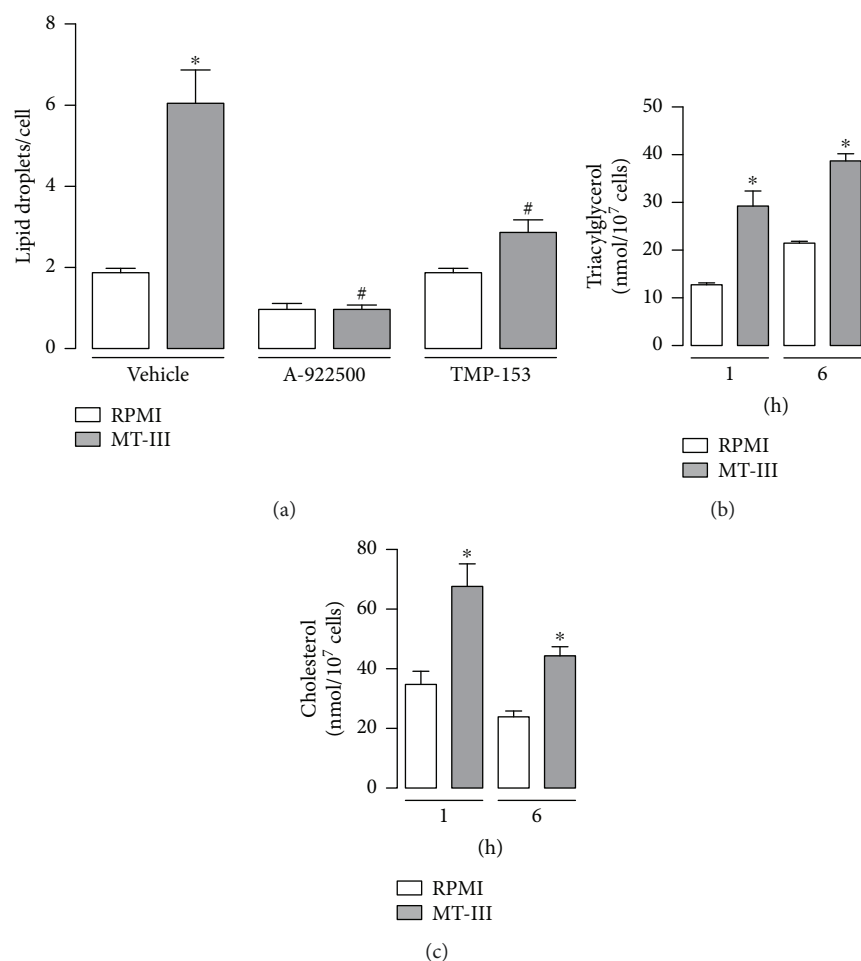 8
6
4
2
0
Lipid droplets/cell
*
#
#
Vehicle
A-922500
TMP-153
RPMI
MT-III
(a)
50
40
30
20
10
0
Triacylglycerol
(nmol/10⁷ cells)
*
*
1
6
(h)
RPMI
MT-III
(b)
80
60
40
20
0
Cholesterol
(nmol/10⁷ cells)
*
*
1
6
(h)
RPMI
MT-III
(c)